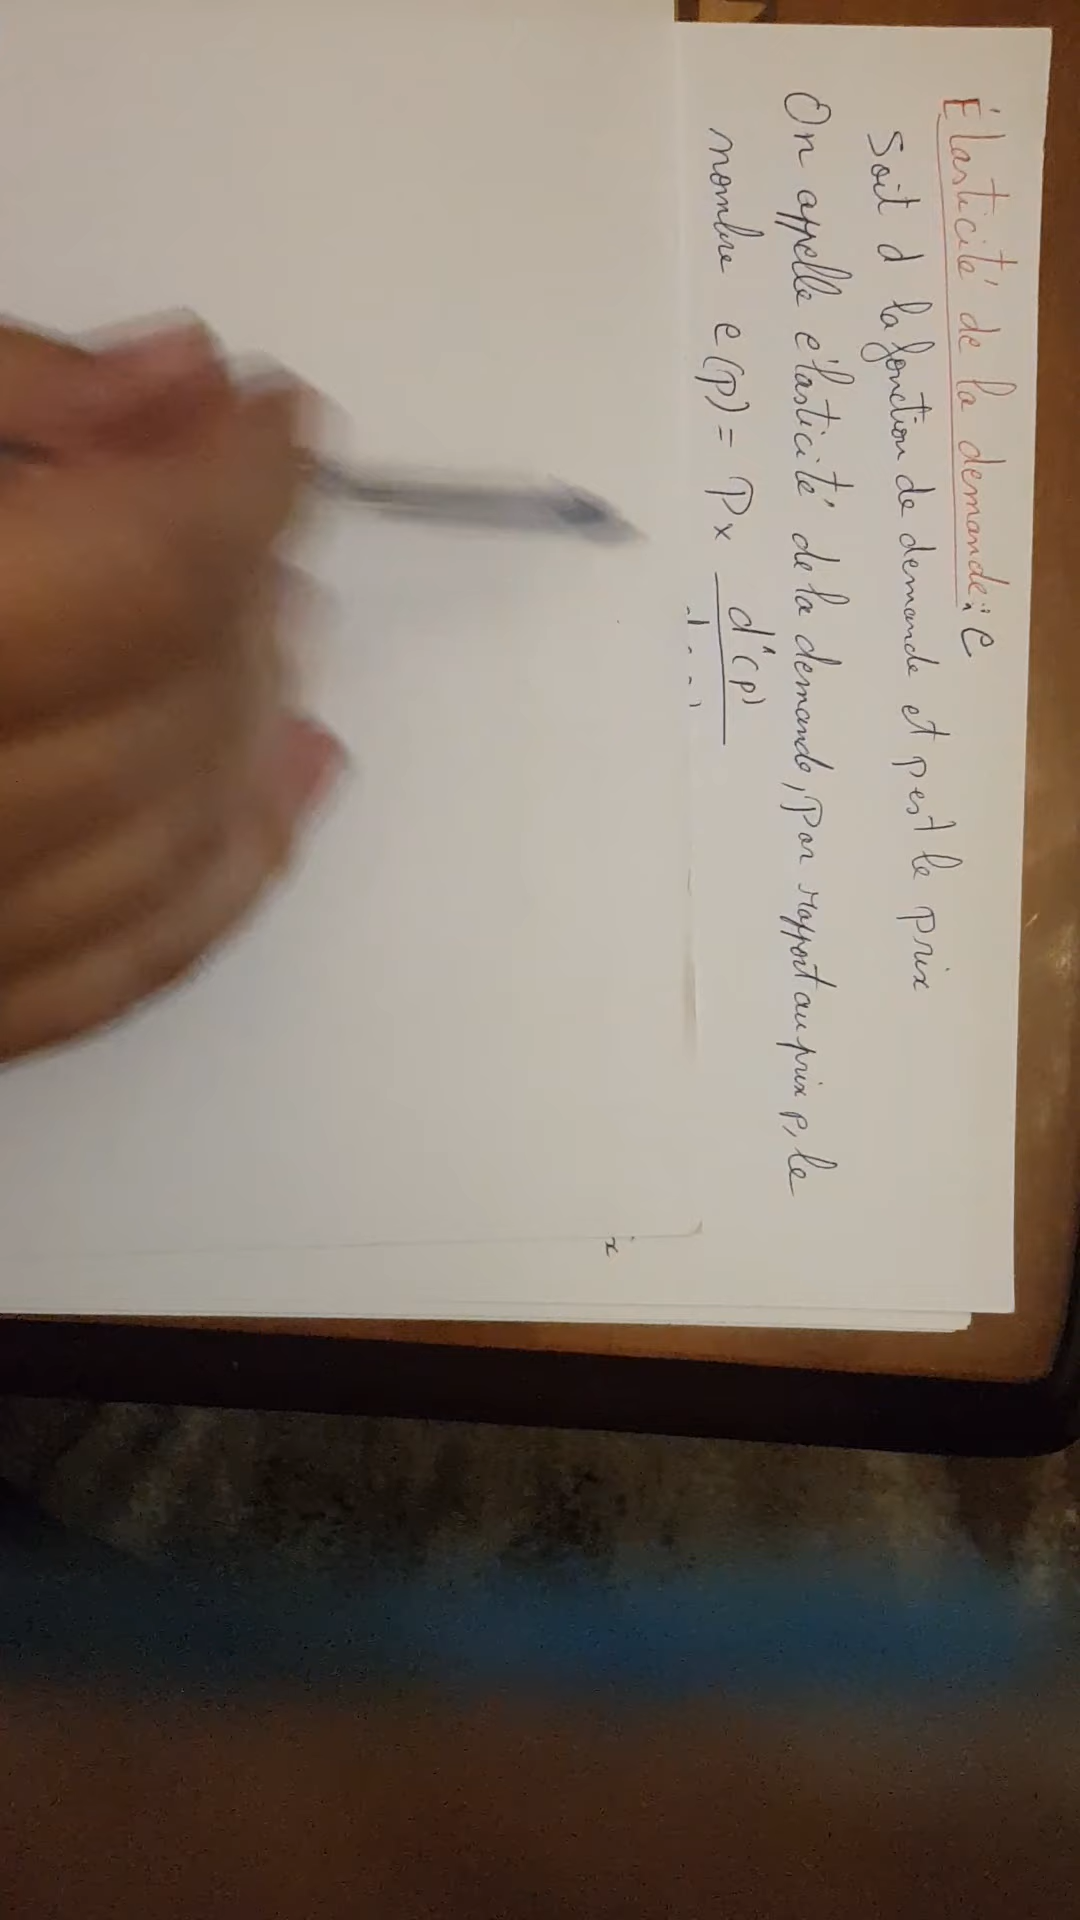 Élasticité de la demande : e
Soit d la fonction de demande et p est le prix
On appelle élasticité de la demande, par rapport au prix p, le
nombre e(p) = P x d'(p)
x